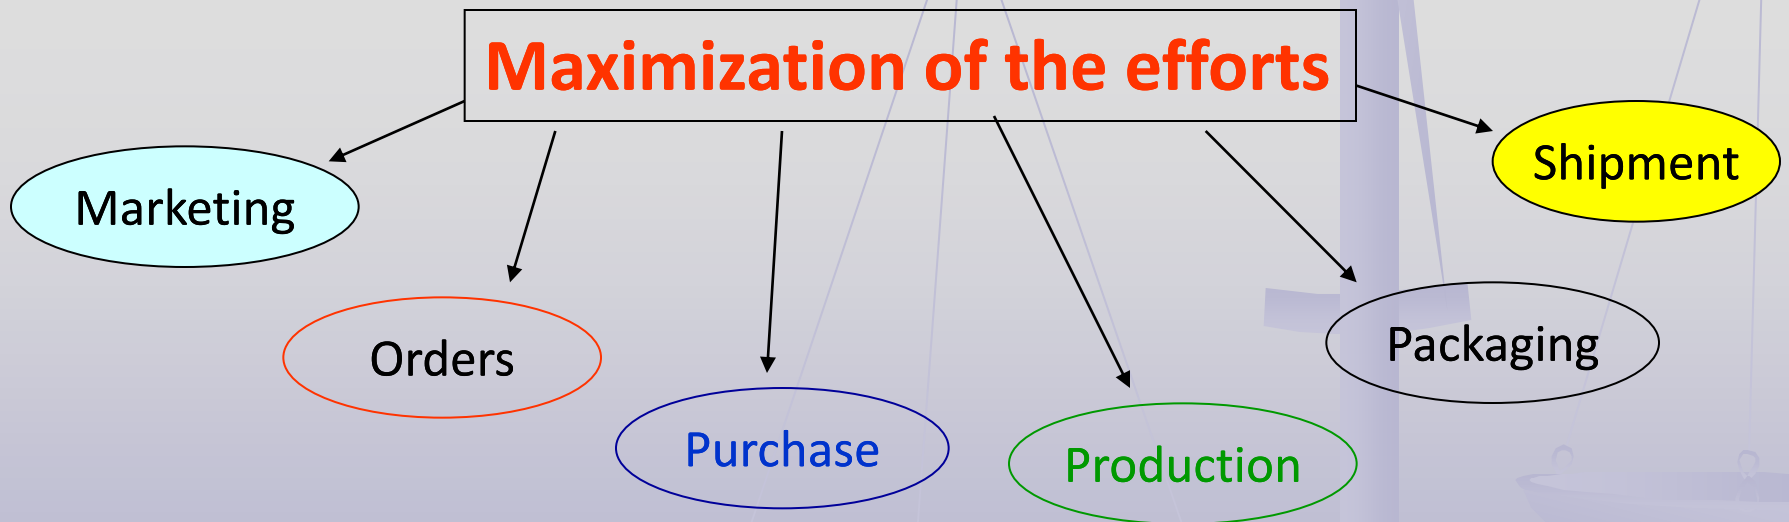 Maximization of the efforts
Marketing
Orders
Purchase
Production
Packaging
Shipment